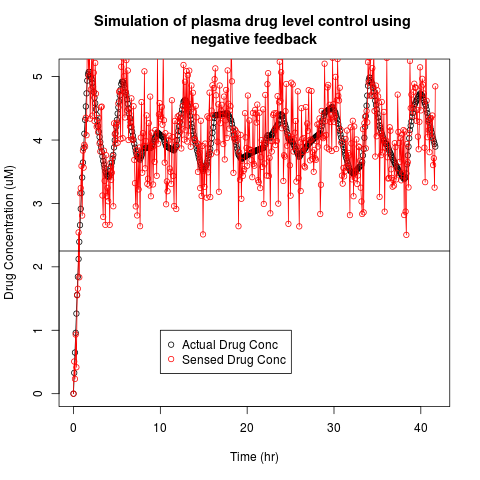 Simulation of plasma drug level control using
negative feedback
Drug Concentration (uM)
5
4
3
2
1
0
Actual Drug Conc
Sensed Drug Conc
0 10 20 30 40
Time (hr)